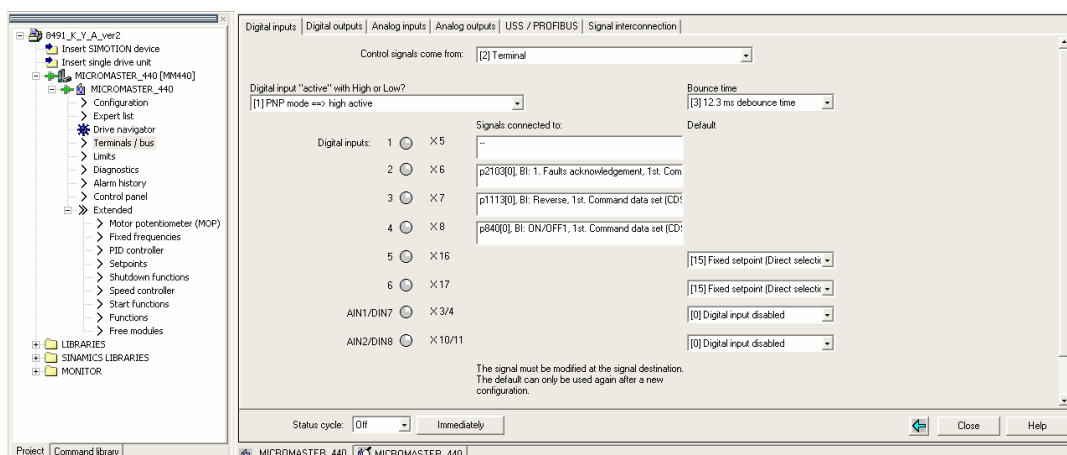 8491_K_Y_A_ver2
Insert SIMOTION device
Insert single drive unit
MICROMASTER_440 [MM440]
MICROMASTER_440
Configuration
Expert list
Drive navigator
Terminals / bus
Limits
Diagnostics
Alarm history
Control panel
Extended
Motor potentiometer (MOP)
Fixed frequencies
PID controller
Setpoints
Shutdown functions
Speed controller
Start functions
Functions
Free modules
LIBRARIES
SINAMICS LIBRARIES
MONITOR
Project Command library
Digital inputs Digital outputs Analog inputs Analog outputs USS / PROFIBUS Signal interconnection
Control signals come from: [2] Terminal
Digital input "active" with High or Low? Bounce time
[1] PNP mode ==> high active [3] 12.3 ms debounce time
Signals connected to: Default
Digital inputs: 1 X5 --
2 X6 p2103[0], BI: 1. Faults acknowledgement, 1st. Com
3 X7 p1113[0], BI: Reverse, 1st. Command data set (CDS
4 X8 p840[0], BI: ON/OFF1, 1st. Command data set (CD
5 X16 [15] Fixed setpoint (Direct selectic
6 X17 [15] Fixed setpoint (Direct selectic
AIN1/DIN7 X3/4 [0] Digital input disabled
AIN2/DIN8 X10/11 [0] Digital input disabled
The signal must be modified at the signal destination.
The default can only be used again after a new
configuration.
Status cycle: Off Immediately Close Help
MICROMASTER_440 MICROMASTER_440